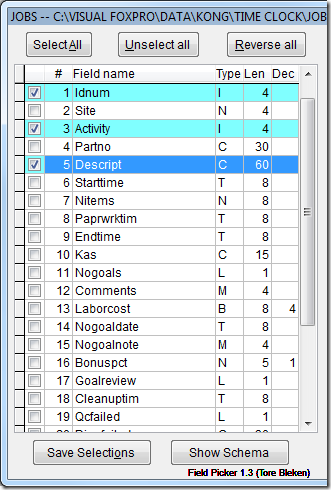 JOBS -- C:\VISUAL FOXPRO\DATA\KONG\TIME CLOCK\JOB
Select All Unselect all Reverse all
# Field name Type Len Dec
1 Idnum I 4
2 Site N 4
3 Activity I 4
4 Partno C 30
5 Descript C 60
6 Starttime T 8
7 Nitems N 8
8 Paprwrktim T 8
9 Endtime T 8
10 Kas C 15
11 Nogoals L 1
12 Comments M 4
13 Laborcost B 8 4
14 Nogoaldate T 8
15 Nogoalnote M 4
16 Bonuspct N 5 1
17 Goalreview L 1
18 Cleanuptim T 8
19 Qcfailed L 1
Save Selections Show Schema
Field Picker 1.3 (Tore Bleken)